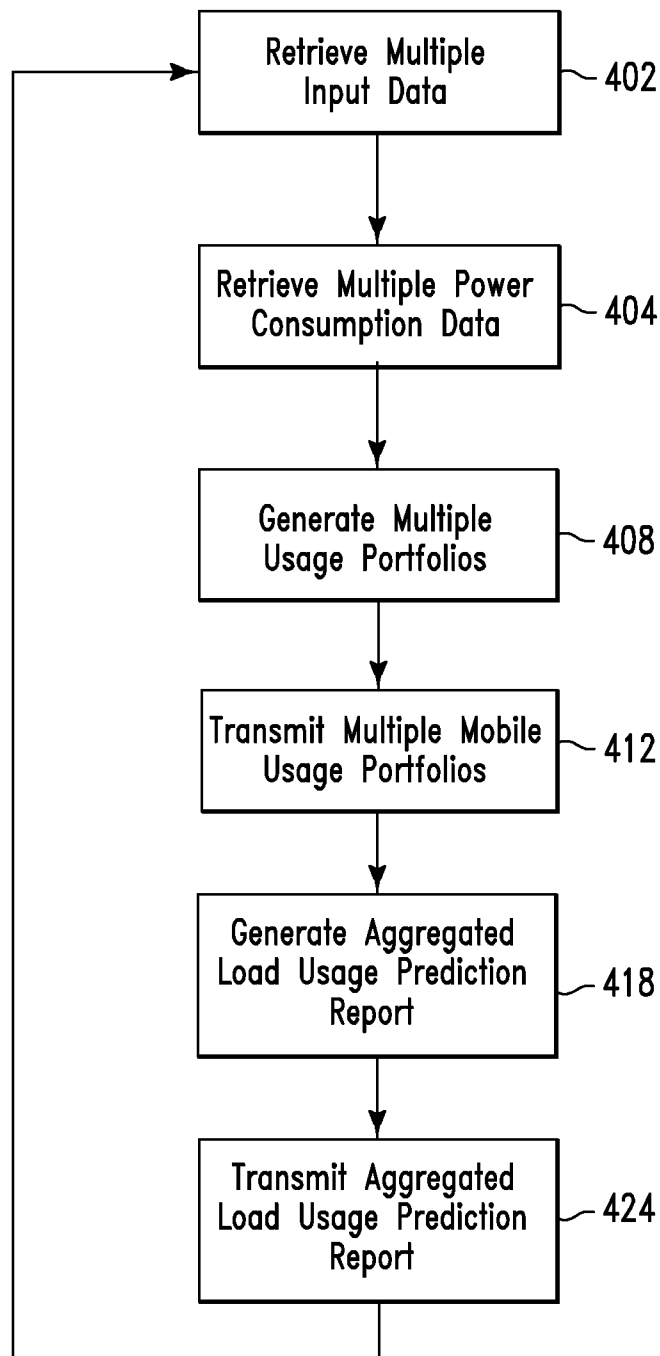 Retrieve Multiple
Input Data
402
Retrieve Multiple Power
Consumption Data
404
Generate Multiple
Usage Portfolios
408
Transmit Multiple Mobile
Usage Portfolios
412
Generate Aggregated
Load Usage Prediction
Report
418
Transmit Aggregated
Load Usage Prediction
Report
424